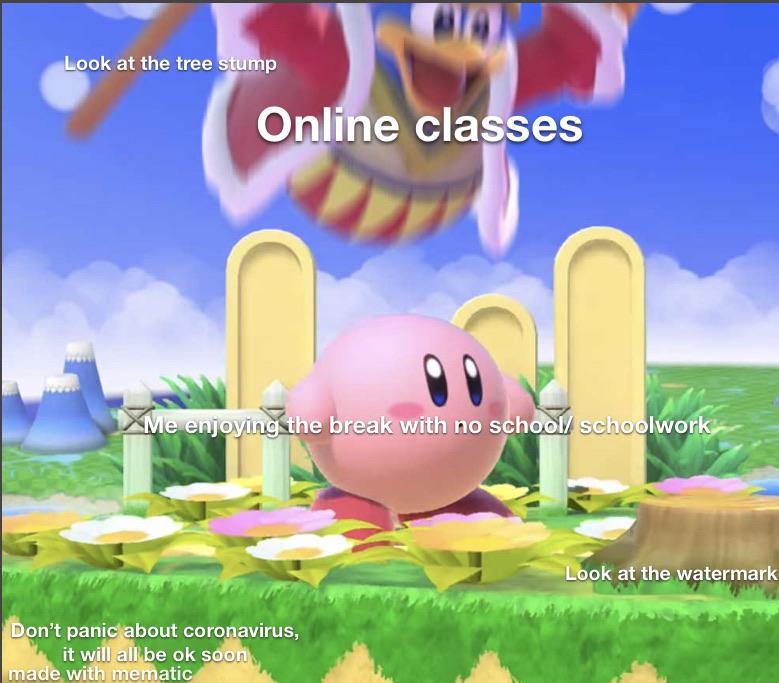 Look at the tree stump
Online classes
Me enjoying the break with no school/ schoolwork
Look at the watermark
Don't panic about coronavirus,
it will all be ok soon
made with mematic